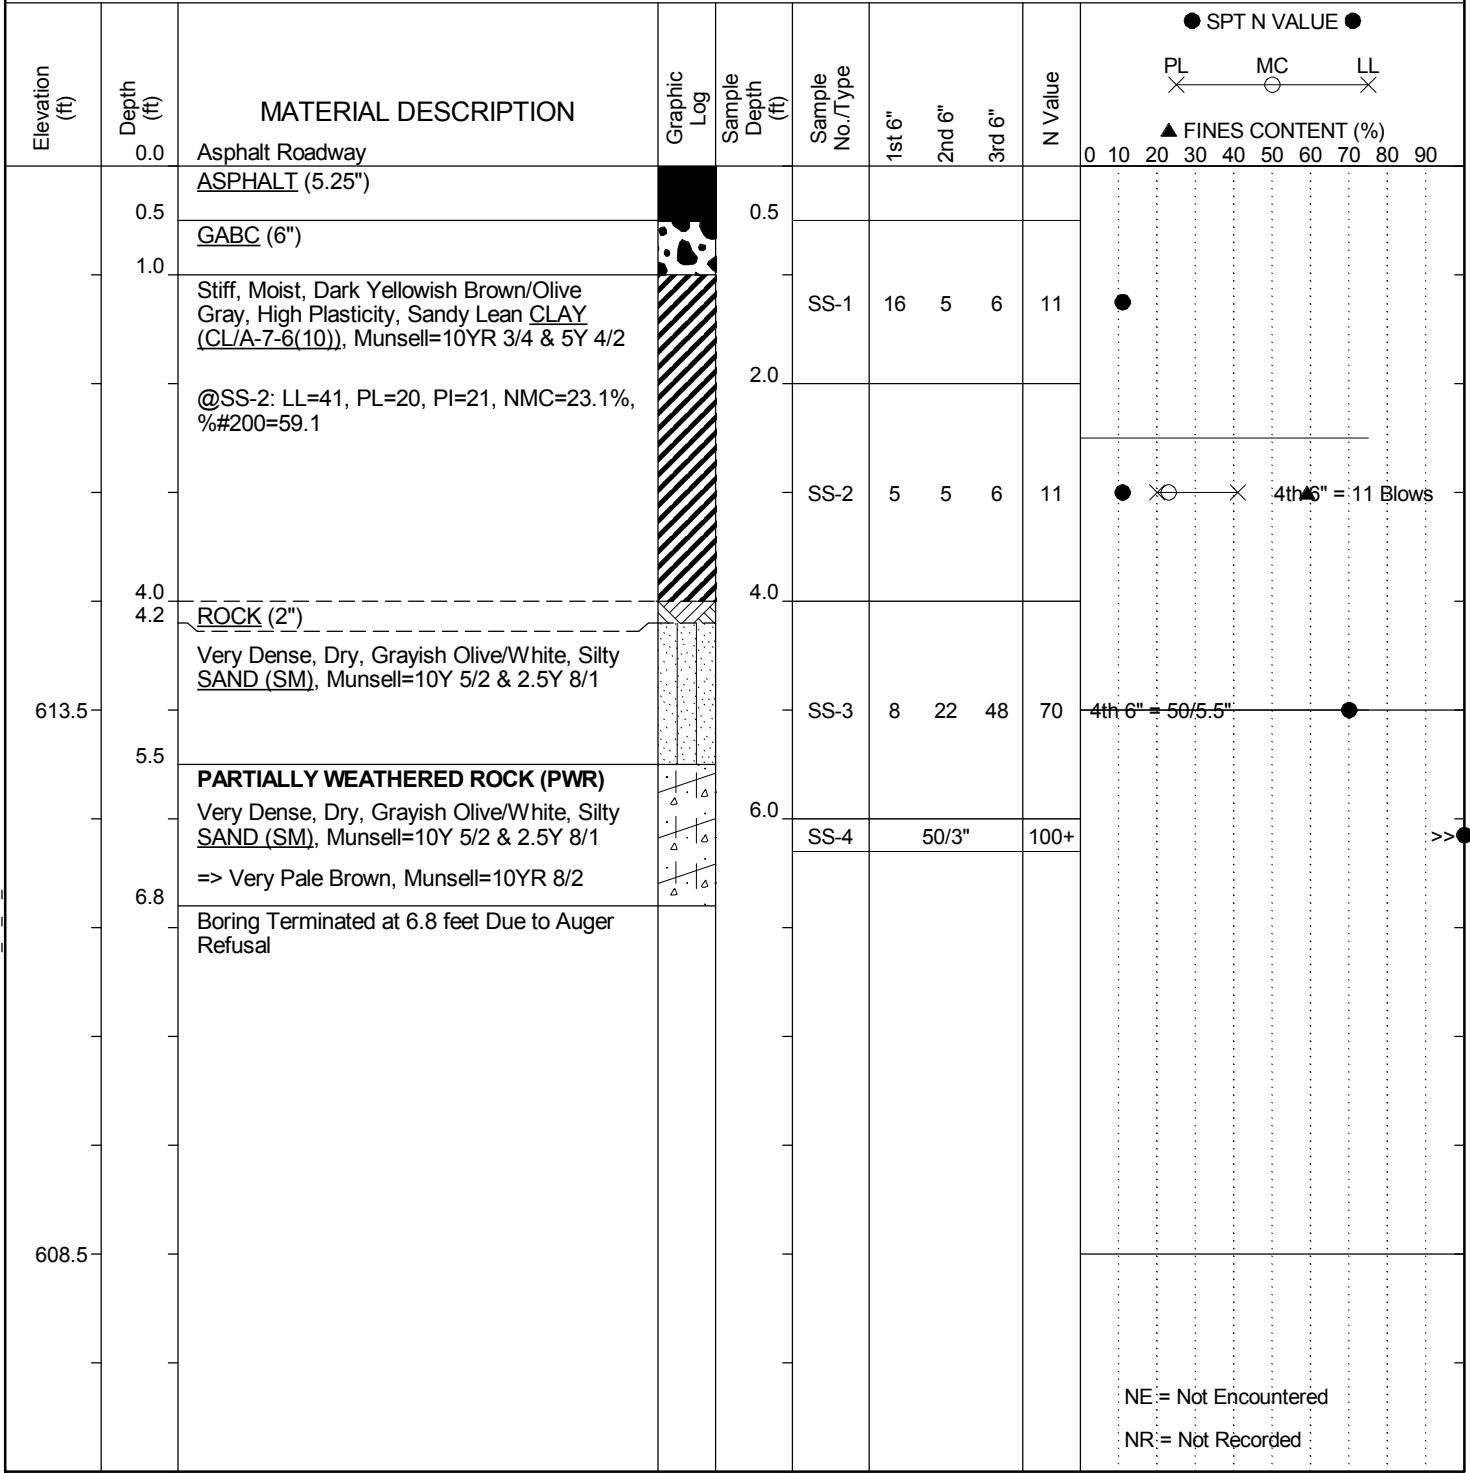 ● SPT N VALUE ●
PL MC LL
▲ FINES CONTENT (%)
0 10 20 30 40 50 60 70 80 90
Elevation (ft)
Depth (ft)
MATERIAL DESCRIPTION
Graphic Log
Sample Depth (ft)
Sample No./Type
1st 6"
2nd 6"
3rd 6"
N Value
0.0 Asphalt Roadway
ASPHALT (5.25")
0.5 0.5
GABC (6")
1.0
Stiff, Moist, Dark Yellowish Brown/Olive
Gray, High Plasticity, Sandy Lean CLAY
(CL/A-7-6(10)), Munsell=10YR 3/4 & 5Y 4/2
SS-1 16 5 6 11
2.0
@SS-2: LL=41, PL=20, PI=21, NMC=23.1%,
%#200=59.1
SS-2 5 5 6 11 4th 6" = 11 Blows
4.0 4.0
4.2 ROCK (2")
Very Dense, Dry, Grayish Olive/White, Silty
SAND (SM), Munsell=10Y 5/2 & 2.5Y 8/1
613.5 SS-3 8 22 48 70 4th 6" = 50/5.5"
5.5
PARTIALLY WEATHERED ROCK (PWR)
Very Dense, Dry, Grayish Olive/White, Silty
SAND (SM), Munsell=10Y 5/2 & 2.5Y 8/1
6.0
SS-4 50/3" 100+ >>
=> Very Pale Brown, Munsell=10YR 8/2
6.8
Boring Terminated at 6.8 feet Due to Auger
Refusal
608.5
NE = Not Encountered
NR = Not Recorded